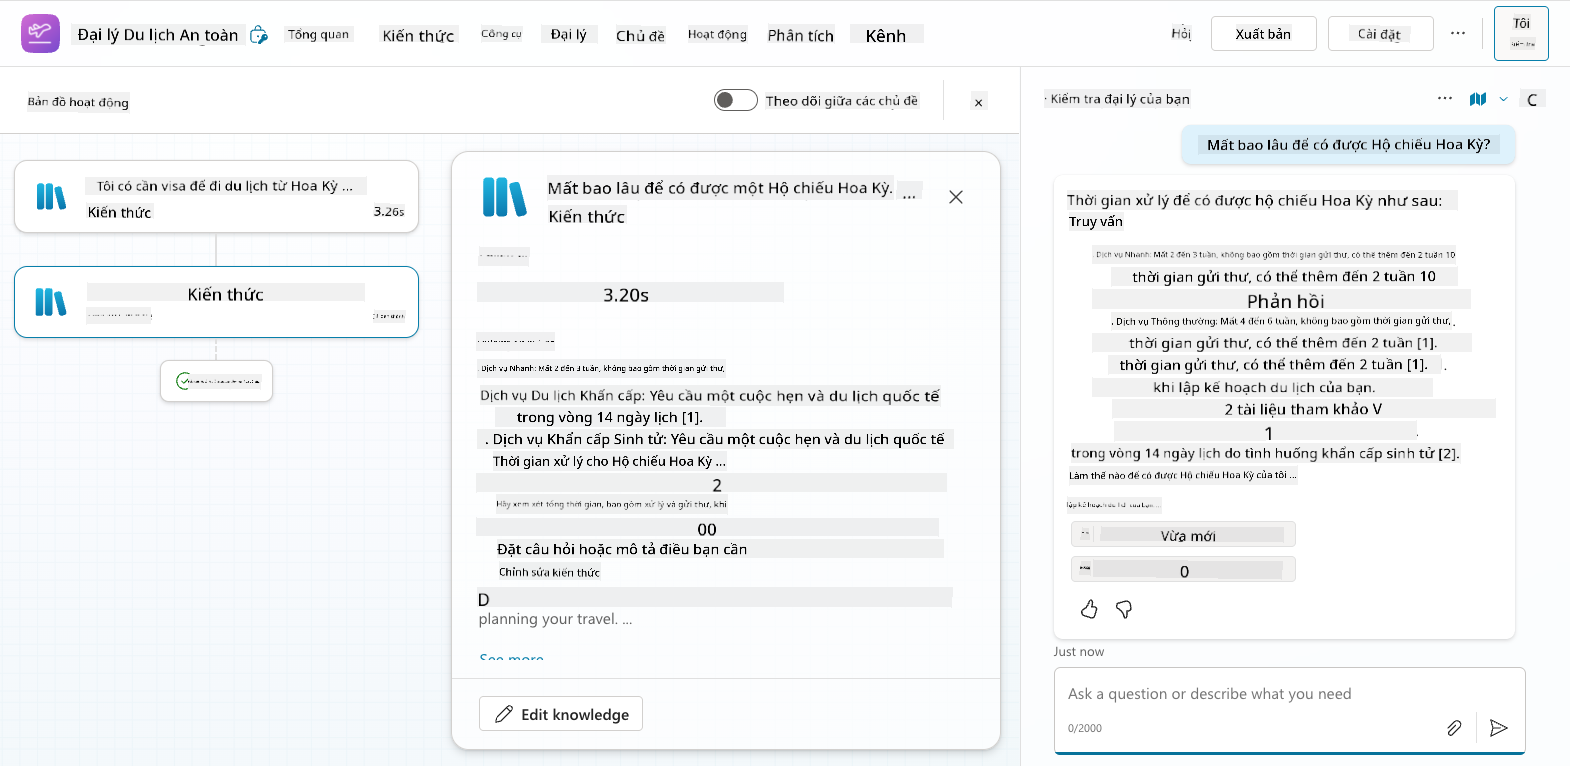 Đại lý Du lịch An toàn
Tổng quan
Kiến thức
Công cụ
Đại lý
Chủ đề
Hoạt động
Phân tích
Kênh
Hỏi
Xuất bản
Cài đặt
Tôi
Bản đồ hoạt động
Theo dõi giữa các chủ đề
Tôi có cần visa để đi du lịch từ Hoa Kỳ ...
Kiến thức
3.26s
Kiến thức
Mất bao lâu để có được một Hộ chiếu Hoa Kỳ. ...
Kiến thức
3.20s
Dịch vụ Nhanh: Mất 2 đến 3 tuần, không bao gồm thời gian gửi thư,
Dịch vụ Du lịch Khẩn cấp: Yêu cầu một cuộc hẹn và du lịch quốc tế
trong vòng 14 ngày lịch [1].
. Dịch vụ Khẩn cấp Sinh tử: Yêu cầu một cuộc hẹn và du lịch quốc tế
Thời gian xử lý cho Hộ chiếu Hoa Kỳ ...
2
Hãy xem xét tổng thời gian, bao gồm xử lý và gửi thư, khi
00
Đặt câu hỏi hoặc mô tả điều bạn cần
Chỉnh sửa kiến thức
D
planning your travel. ...
See more
Edit knowledge
· Kiểm tra đại lý của bạn
C
Mất bao lâu để có được Hộ chiếu Hoa Kỳ?
Thời gian xử lý để có được hộ chiếu Hoa Kỳ như sau:
Truy vấn
. Dịch vụ Nhanh: Mất 2 đến 3 tuần, không bao gồm thời gian gửi thư, có thể thêm đến 2 tuần 10
thời gian gửi thư, có thể thêm đến 2 tuần 10
Phản hồi
. Dịch vụ Thông thường: Mất 4 đến 6 tuần, không bao gồm thời gian gửi thư, .
thời gian gửi thư, có thể thêm đến 2 tuần [1].
thời gian gửi thư, có thể thêm đến 2 tuần [1]. .
khi lập kế hoạch du lịch của bạn.
2 tài liệu tham khảo V
1
trong vòng 14 ngày lịch do tình huống khẩn cấp sinh tử [2].
Làm thế nào để có được Hộ chiếu Hoa Kỳ của tôi ...
lập kế hoạch du lịch của bạn ...
Vừa mới
0
Just now
Ask a question or describe what you need
0/2000